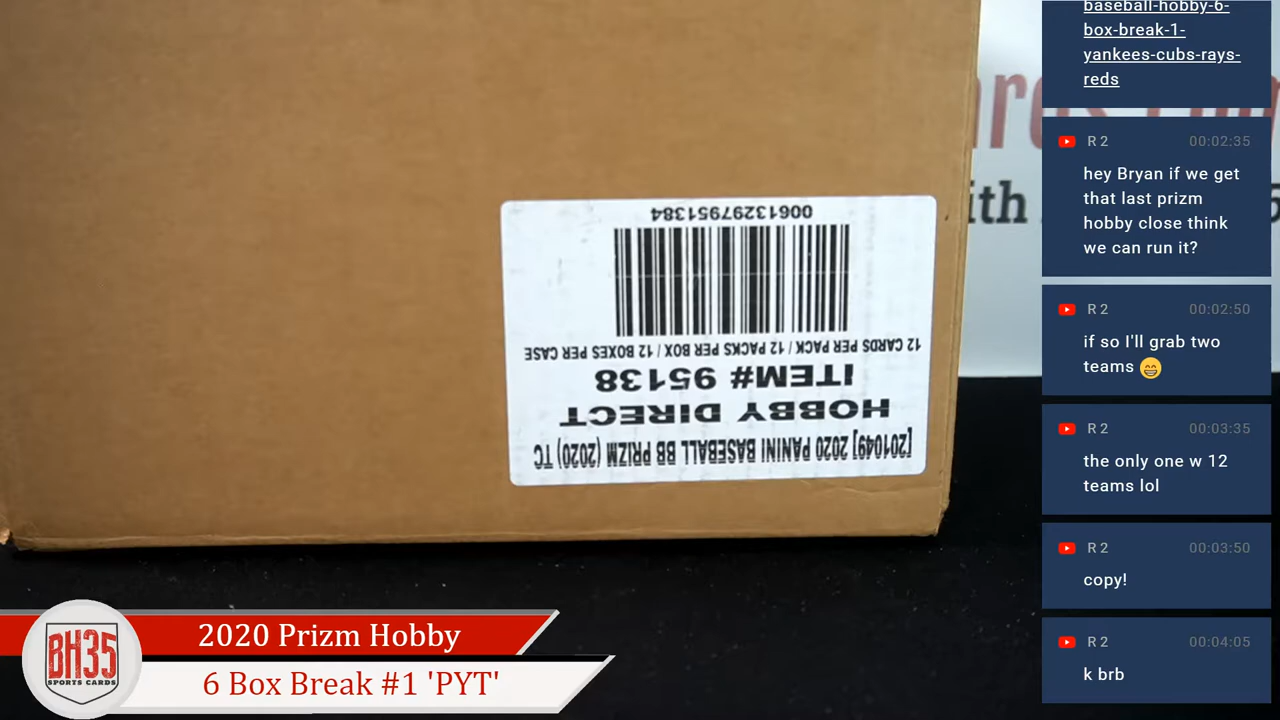 baseball-hobby-6-
box-break-1-
yankees-cubs-rays-
reds
R 2 00:02:35
hey Bryan if we get
that last prizm
hobby close think
we can run it?
R 2 00:02:50
if so I'll grab two
teams 😁
R 2 00:03:35
the only one w 12
teams lol
R 2 00:03:50
copy!
R 2 00:04:05
k brb
[201049] 2020 PANINI BASEBALL BB PRIZM (2020) TC
HOBBY DIRECT
ITEM# 95138
12 CARDS PER PACK / 12 PACKS PER BOX / 12 BOXES PER CASE
00613297951384
ith
2020 Prizm Hobby
6 Box Break #1 'PYT'
BH35
SPORTS CARDS